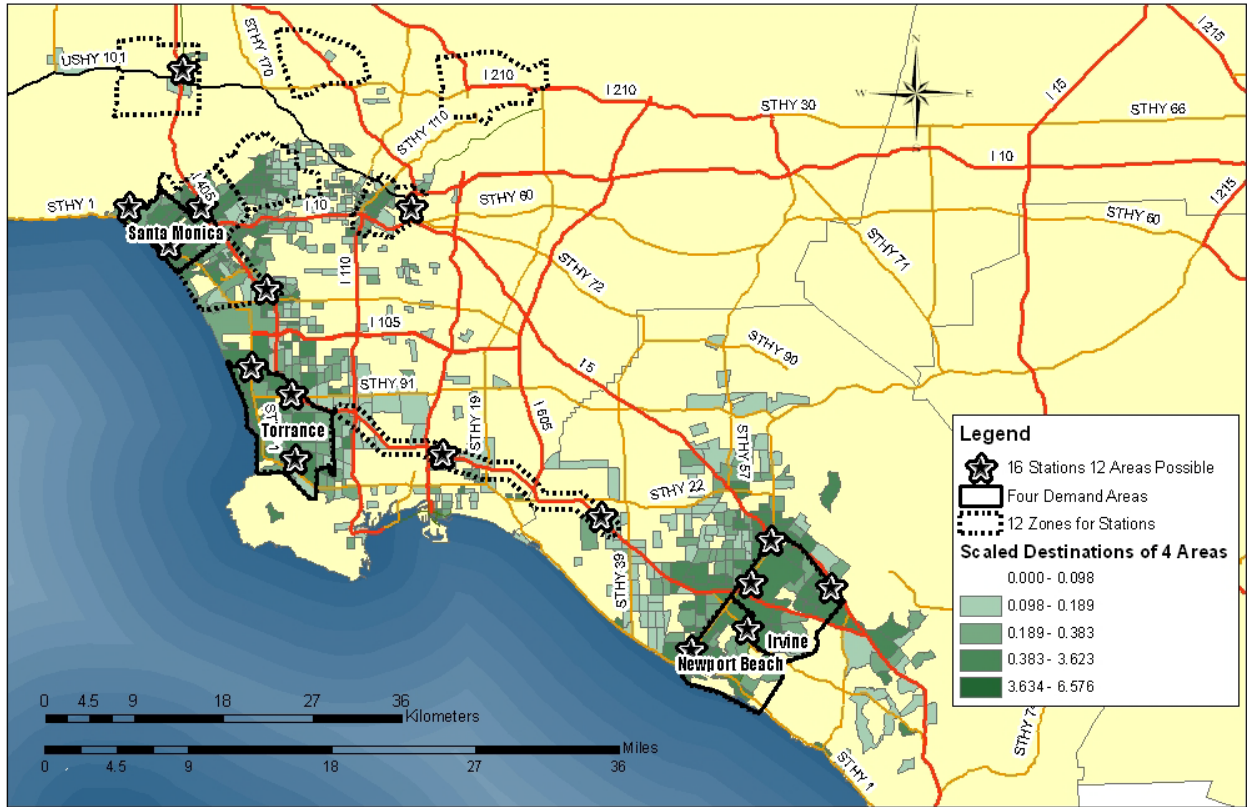 USHY 101
STHY 170
I 210
I 210
STHY 110
STHY 30
I 15
I 215
STHY 66
N
W
E
I 10
STHY 1
I 405
I 10
STHY 60
I 215
STHY 60
Santa Monica
I 110
STHY 72
STHY 71
I 105
I 5
STHY 90
STHY 91
STHY 19
I 605
Torrance
STHY 57
STHY 22
STHY 39
Irvine
Newport Beach
STHY 1
Legend
16 Stations 12 Areas Possible
Four Demand Areas
12 Zones for Stations
Scaled Destinations of 4 Areas
0.000 - 0.098
0.098 - 0.189
0.189 - 0.383
0.383 - 3.623
3.634 - 6.576
0 4.5 9 18 27 36
Kilometers
Miles
0 4.5 9 18 27 36